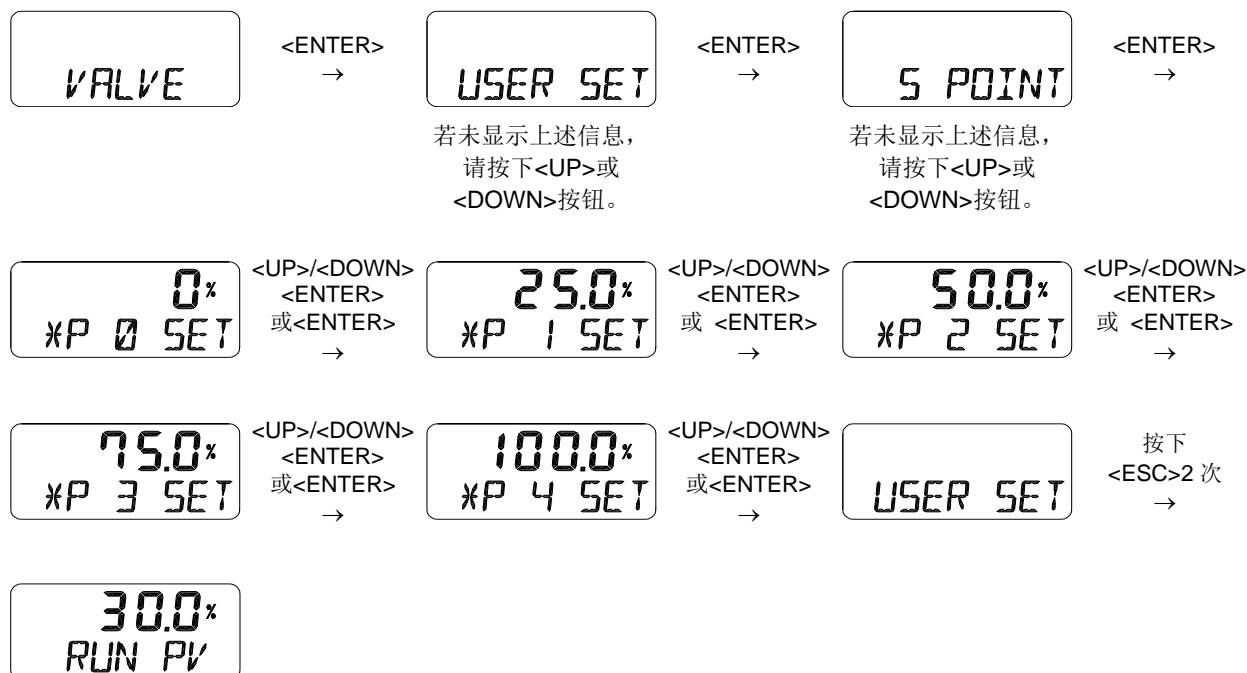 VALVE
<ENTER>
→
USER SET
<ENTER>
→
5 POINT
<ENTER>
→
若未显示上述信息，
请按下<UP>或
<DOWN>按钮。
若未显示上述信息，
请按下<UP>或
<DOWN>按钮。
0%
*P 0 SET
<UP>/<DOWN>
<ENTER>
或<ENTER>
→
25.0%
*P 1 SET
<UP>/<DOWN>
<ENTER>
或 <ENTER>
→
50.0%
*P 2 SET
<UP>/<DOWN>
<ENTER>
或 <ENTER>
→
75.0%
*P 3 SET
<UP>/<DOWN>
<ENTER>
或<ENTER>
→
100.0%
*P 4 SET
<UP>/<DOWN>
<ENTER>
或<ENTER>
→
USER SET
按下
<ESC>2 次
→
30.0%
RUN PV